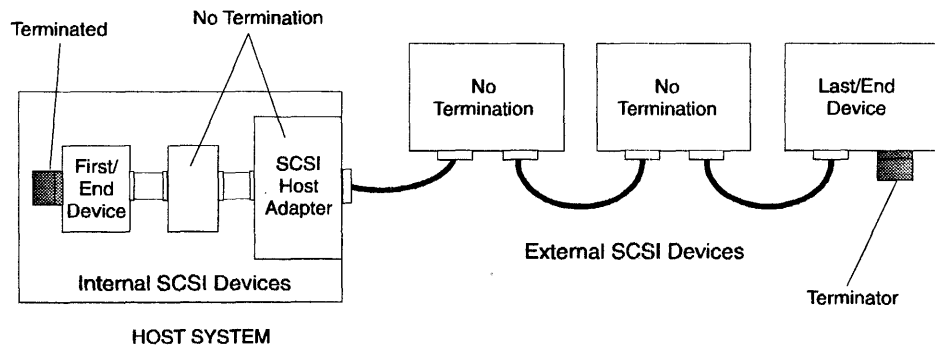 Terminated
No Termination
No
Termination
No
Termination
Last/End
Device
First/
End
Device
SCSI
Host
Adapter
Internal SCSI Devices
External SCSI Devices
Terminator
HOST SYSTEM